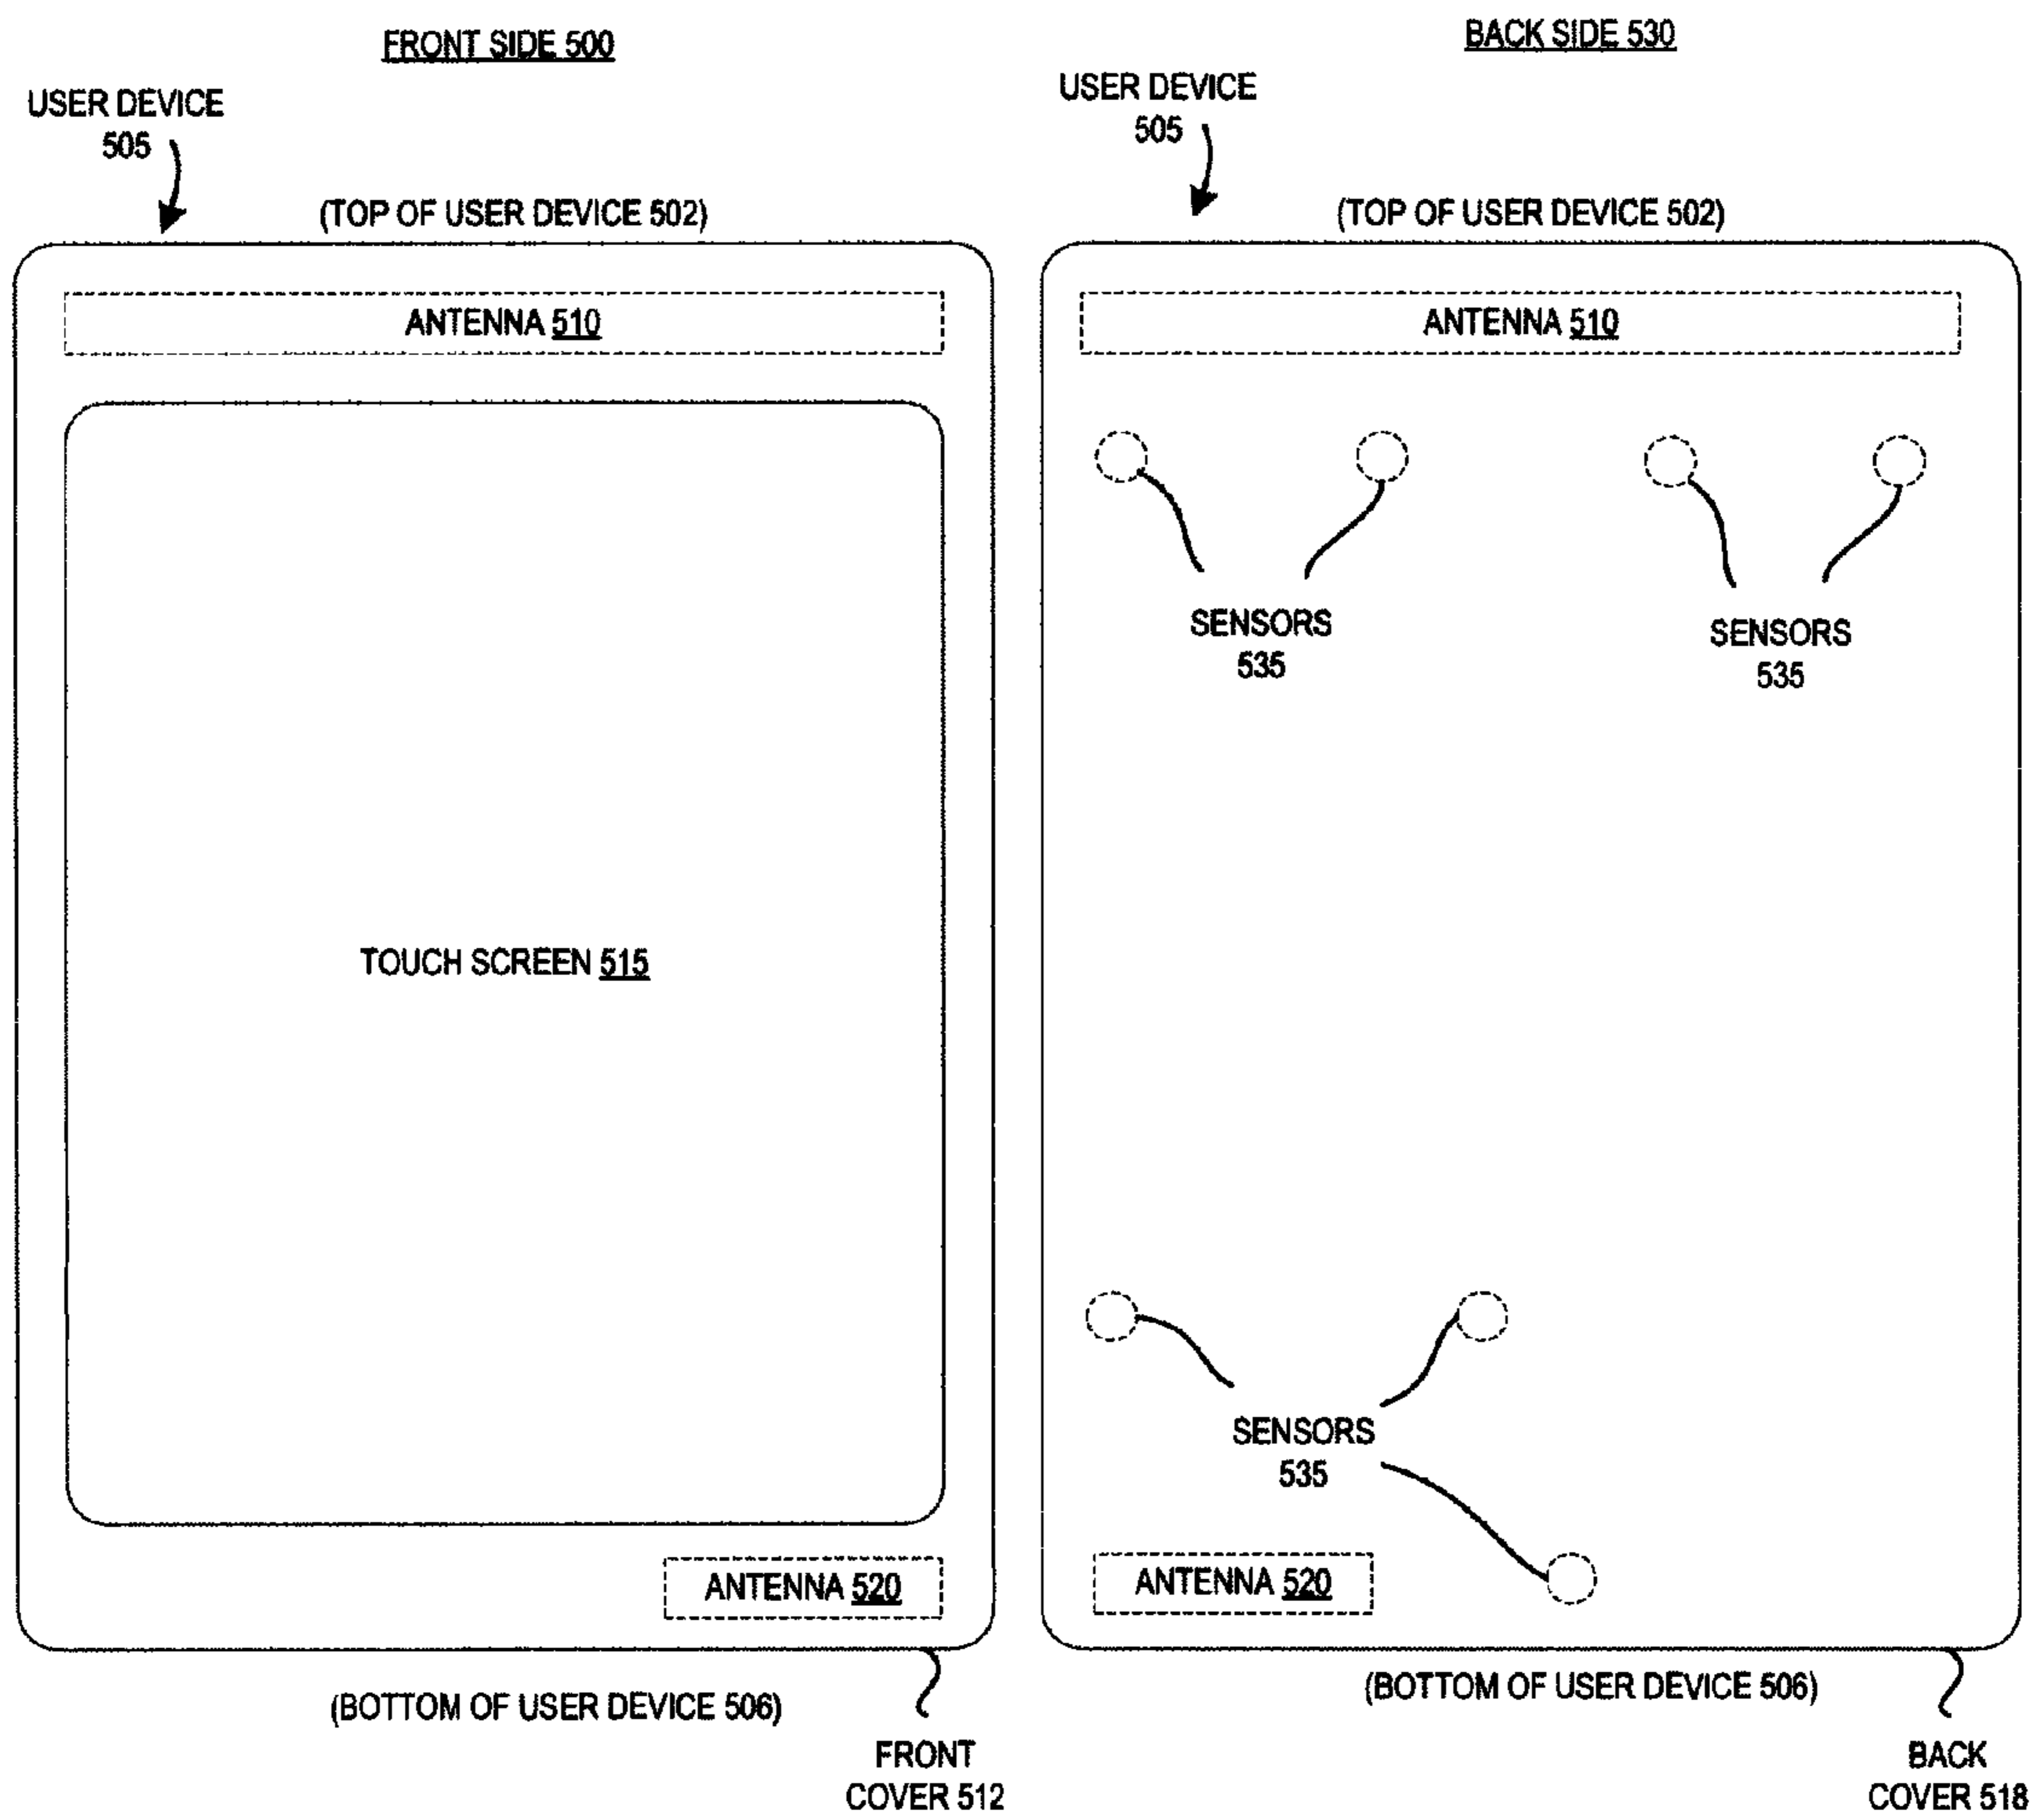 FRONT SIDE 500
USER DEVICE
505
(TOP OF USER DEVICE 502)
ANTENNA 510
TOUCH SCREEN 515
ANTENNA 520
(BOTTOM OF USER DEVICE 506)
FRONT
COVER 512
BACK SIDE 530
USER DEVICE
505
(TOP OF USER DEVICE 502)
ANTENNA 510
SENSORS
535
SENSORS
535
SENSORS
535
ANTENNA 520
(BOTTOM OF USER DEVICE 506)
BACK
COVER 518